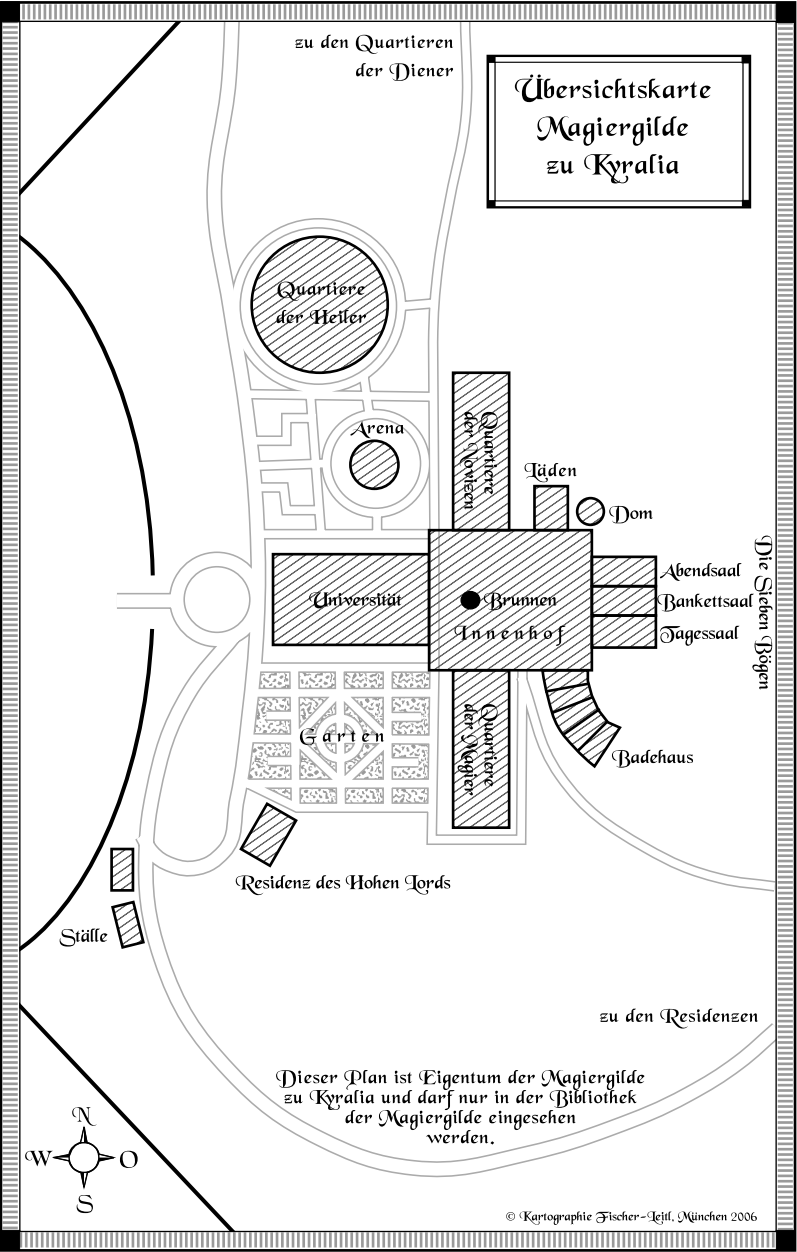 zu den Quartieren
der Diener
Übersichtskarte
Magiergilde
zu Kyralia
Quartiere
der Heiler
Arena
Quartiere
der Novizen
Läden
Dom
Abendsaal
Bankettsaal
Tagessaal
Die Sieben Bögen
Universität
Brunnen
Innenhof
Garten
Quartiere
der Magier
Badehaus
Residenz des Hohen Lords
Ställe
zu den Residenzen
Dieser Plan ist Eigentum der Magiergilde
zu Kyralia und darf nur in der Bibliothek
der Magiergilde eingesehen
werden.
N
W O
S
© Kartographie Fischer-Leitl, München 2006